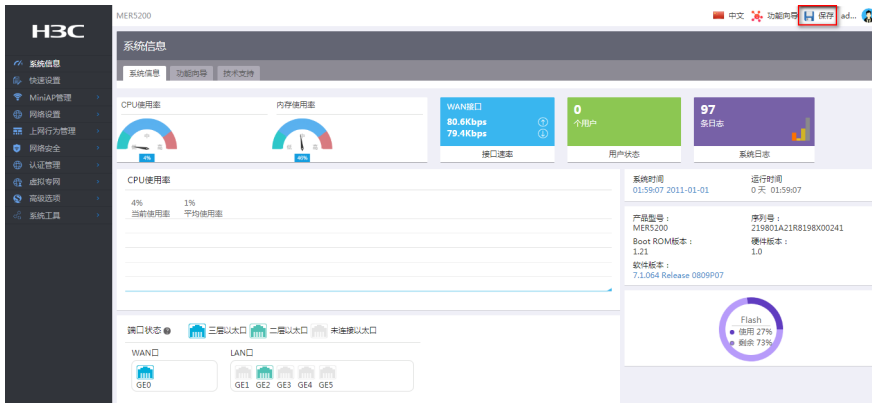 MER5200
中文 功能向导 保存 ad...
H3C
系统信息
系统信息 功能向导 技术支持
系统信息
快速设置
MiniAP管理
网络设置
上网行为管理
网络安全
认证管理
虚拟专网
高级选项
系统工具
CPU使用率
4%
内存使用率
40%
WAN接口
80.6Kbps
79.4Kbps
接口速率
0
个用户
用户状态
97
条日志
系统日志
CPU使用率
4% 1%
当前使用率 平均使用率
系统时间 运行时间
01:59:07 2011-01-01 0 天 01:59:07
产品型号： 序列号：
MER5200 219801A21R8198X00241
Boot ROM版本： 硬件版本：
1.21 1.0
软件版本：
7.1.064 Release 0809P07
Flash
使用 27%
剩余 73%
端口状态 三层以太口 二层以太口 未连接以太口
WAN口 LAN口
GE0 GE1 GE2 GE3 GE4 GE5